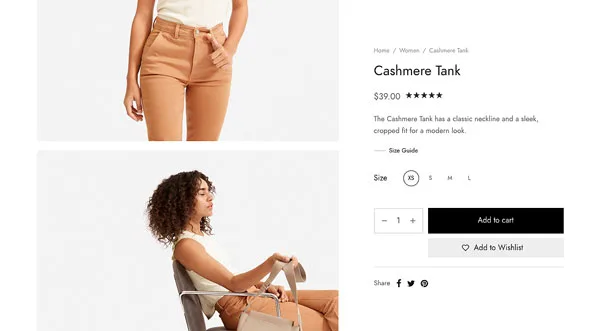 Home / Women / Cashmere Tank
Cashmere Tank
$39.00
The Cashmere Tank has a classic neckline and a sleek,
cropped fit for a modern look.
Size Guide
Size XS S M L
− 1 +
Add to cart
Add to Wishlist
Share